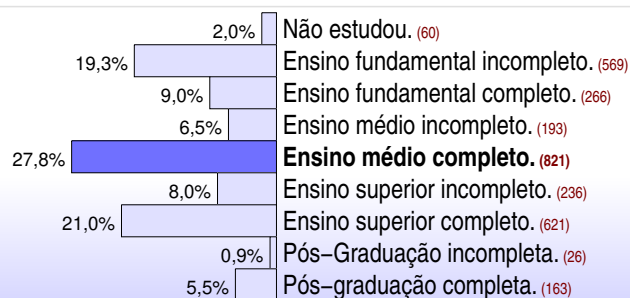 2,0% Não estudou. (60)
19,3% Ensino fundamental incompleto. (569)
9,0% Ensino fundamental completo. (266)
6,5% Ensino médio incompleto. (193)
27,8% Ensino médio completo. (821)
8,0% Ensino superior incompleto. (236)
21,0% Ensino superior completo. (621)
0,9% Pós−Graduação incompleta. (26)
5,5% Pós−graduação completa. (163)